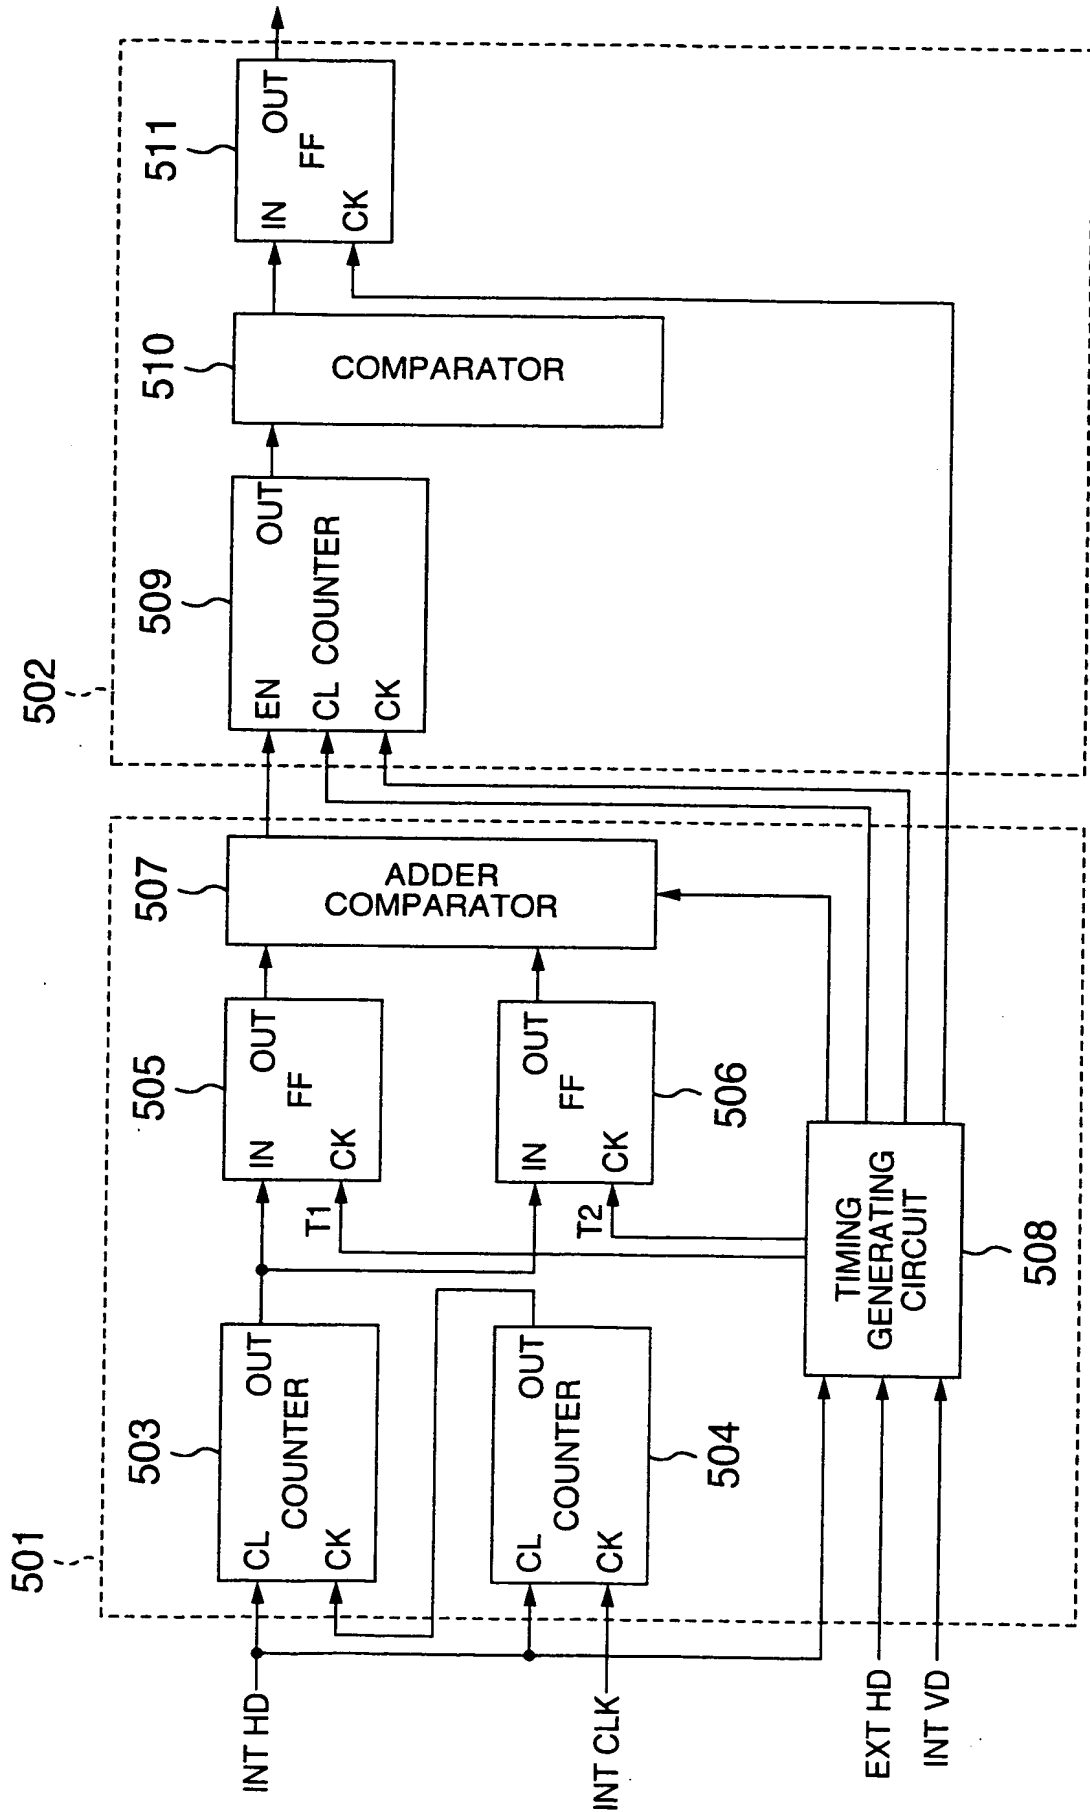 501
502
503
CL
OUT
COUNTER
CK
505
IN
OUT
FF
CK
T1
507
ADDER
COMPARATOR
509
EN
OUT
CL COUNTER
CK
510
COMPARATOR
511
IN
OUT
FF
CK
INT HD
504
CL
OUT
COUNTER
CK
506
IN
OUT
FF
CK
T2
INT CLK
TIMING
GENERATING
CIRCUIT
508
EXT HD
INT VD